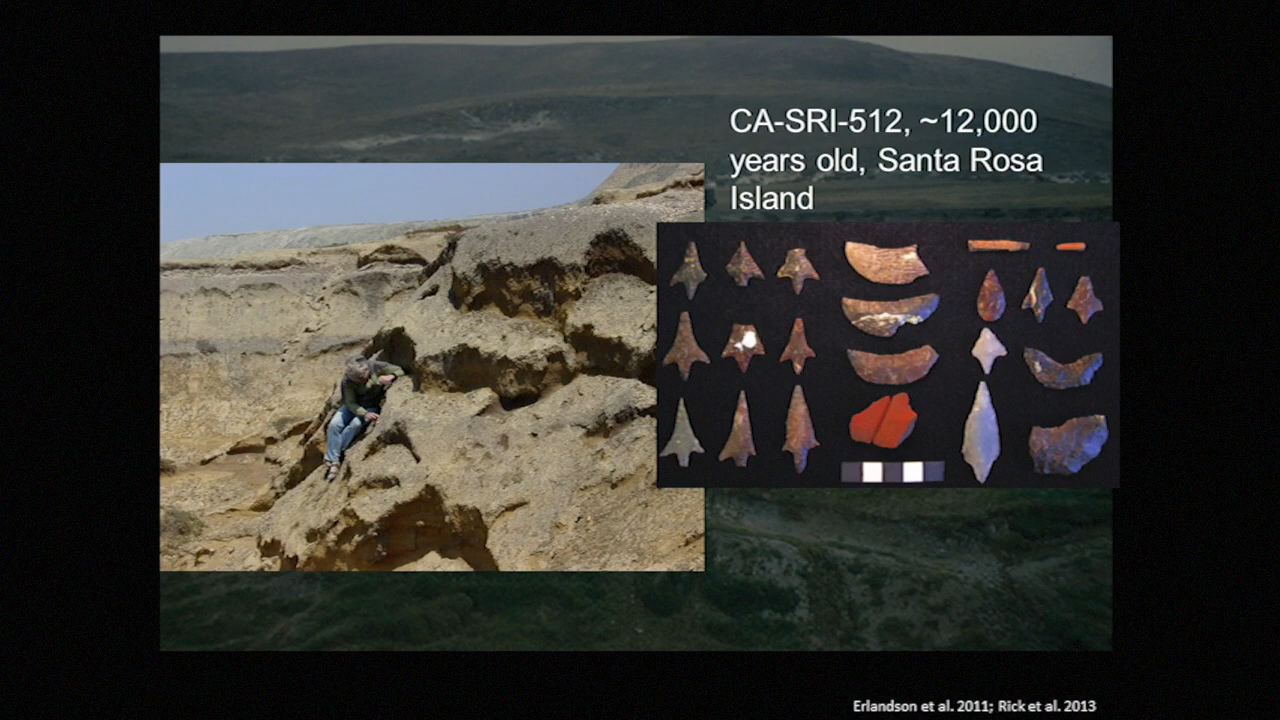 CA-SRI-512, ~12,000
years old, Santa Rosa
Island
Erlandson et al. 2011; Rick et al. 2013